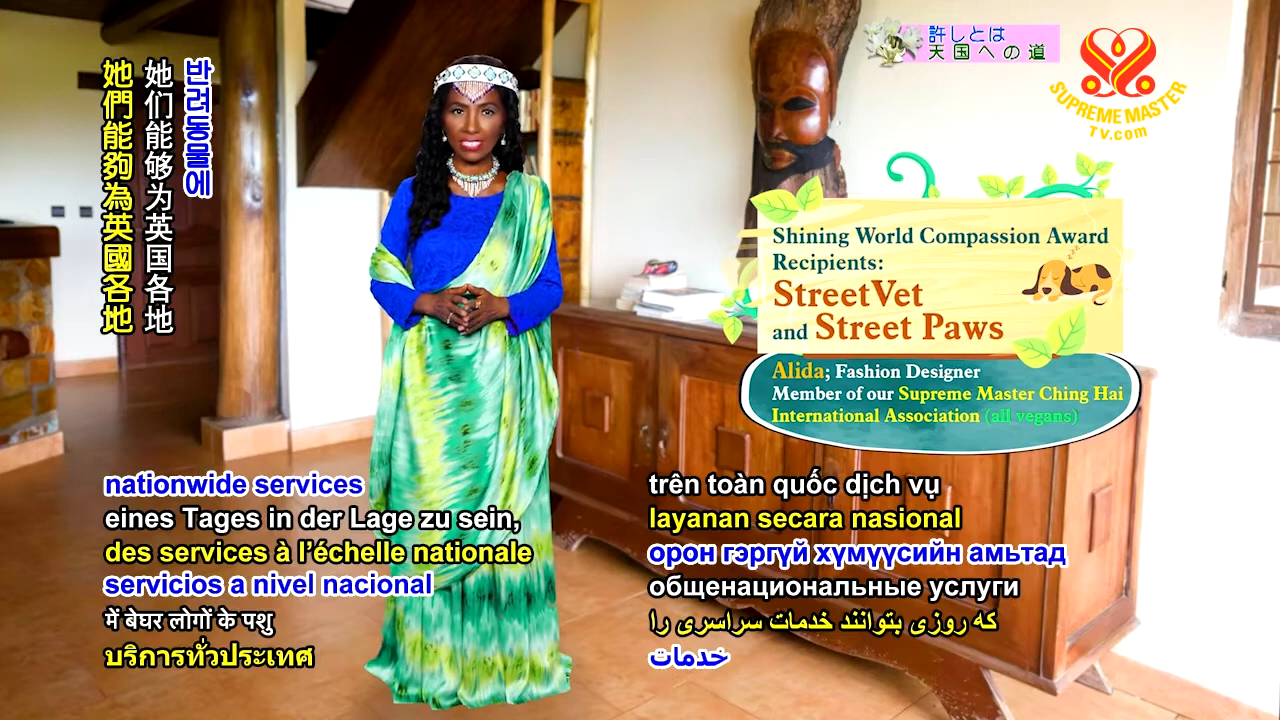 반려동물에
她们能够为英国各地
她們能夠為英國各地
許しとは
天国への道
SUPREME MASTER
TV.com
Shining World Compassion Award
Recipients:
StreetVet
and Street Paws
Alida; Fashion Designer
Member of our Supreme Master Ching Hai
International Association (all vegans)
nationwide services
eines Tages in der Lage zu sein,
des services à l'échelle nationale
servicios a nivel nacional
में बेघर लोगों के पशु
บริการทั่วประเทศ
trên toàn quốc dịch vụ
layanan secara nasional
орон гэргүй хүмүүсийн амьтад
общенациональные услуги
که روزی بتوانند خدمات سراسری را
خدمات